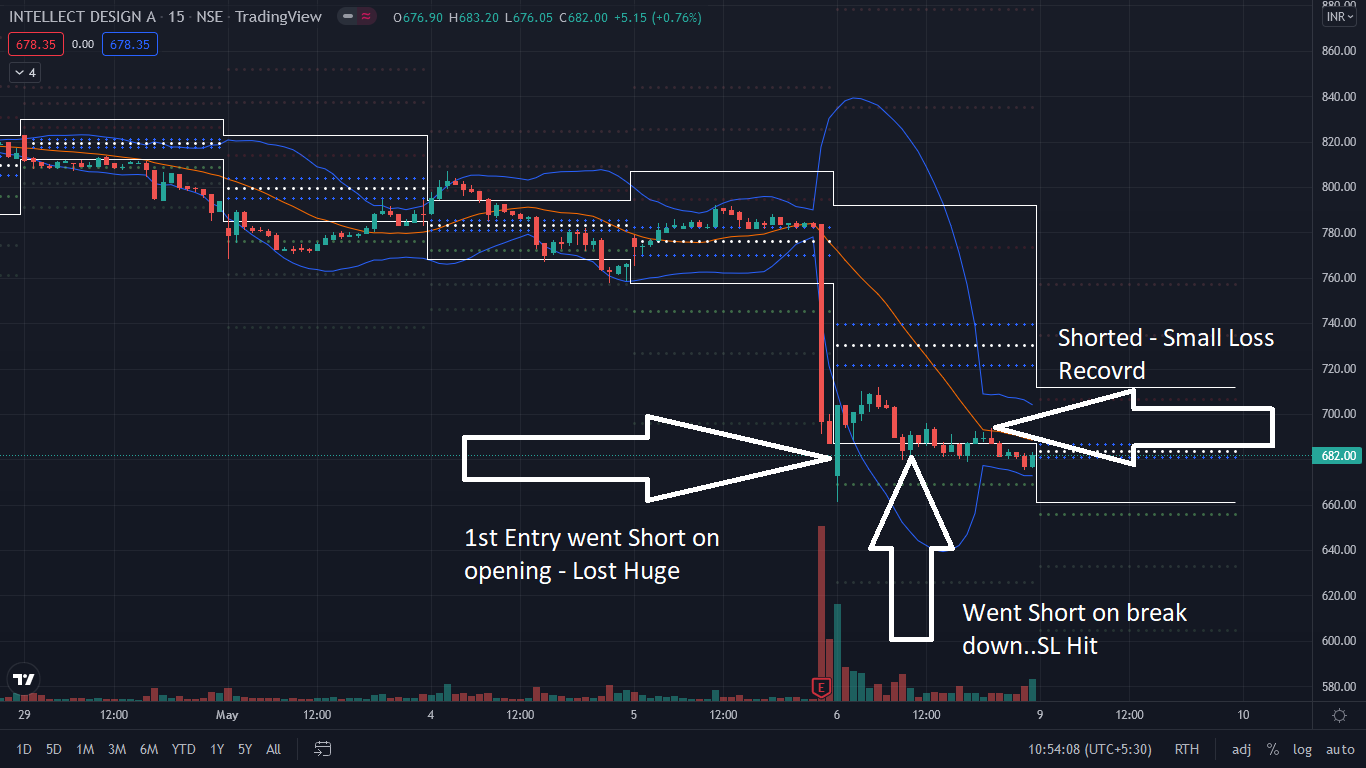 INTELLECT DESIGN A · 15 · NSE · TradingView
O676.90 H683.20 L676.05 C682.00 +5.15 (+0.76%)
INR
678.35 0.00 678.35
4
880.00
860.00
840.00
820.00
800.00
780.00
760.00
740.00
720.00
700.00
682.00
660.00
640.00
620.00
600.00
580.00
Shorted - Small Loss
Recovrd
1st Entry went Short on
opening - Lost Huge
Went Short on break
down..SL Hit
E
29 12:00 May 12:00 4 12:00 5 12:00 6 12:00 9 12:00 10
1D 5D 1M 3M 6M YTD 1Y 5Y All
10:54:08 (UTC+5:30) RTH adj % log auto